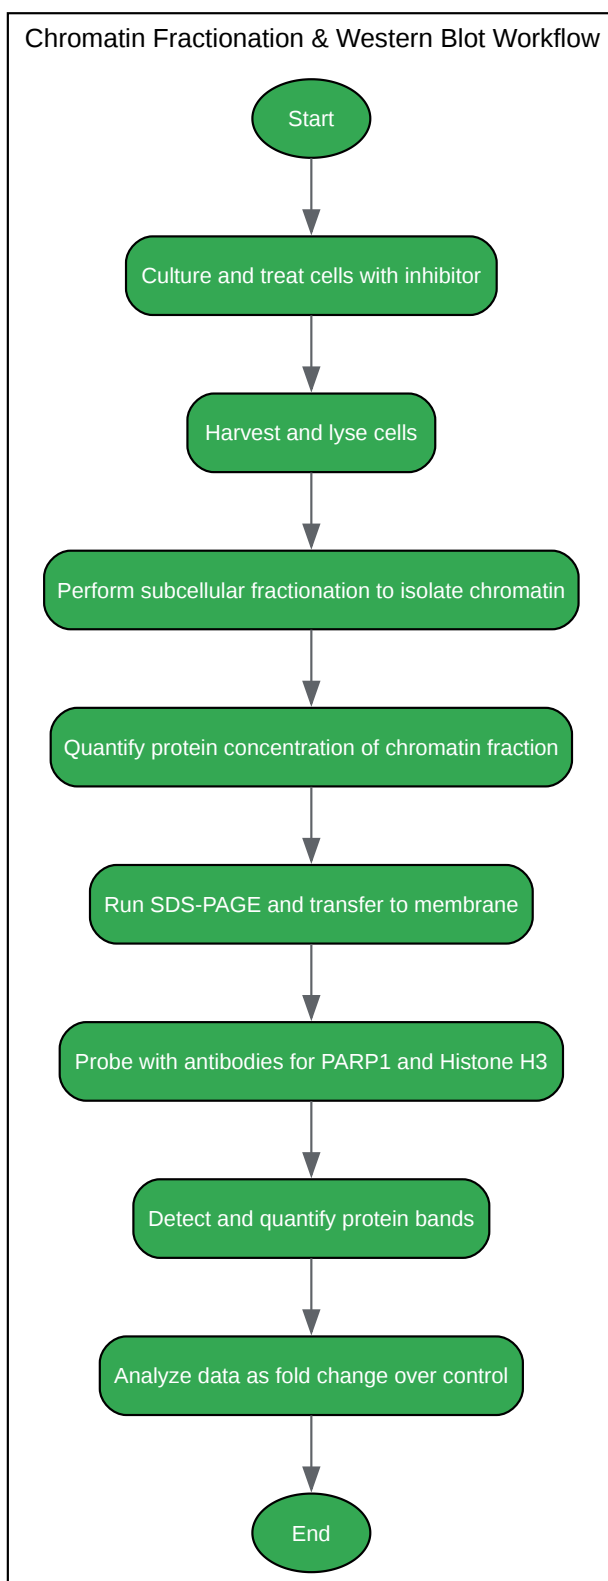 Chromatin Fractionation & Western Blot Workflow
Start
Culture and treat cells with inhibitor
Harvest and lyse cells
Perform subcellular fractionation to isolate chromatin
Quantify protein concentration of chromatin fraction
Run SDS-PAGE and transfer to membrane
Probe with antibodies for PARP1 and Histone H3
Detect and quantify protein bands
Analyze data as fold change over control
End